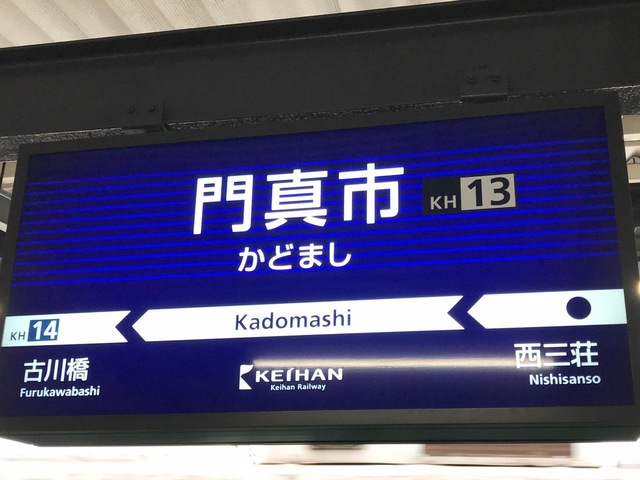 門真市 KH 13
かどまし
KH 14
Kadomashi
古川橋
Furukawabashi
KEIHAN
Keihan Railway
西三荘
Nishisanso